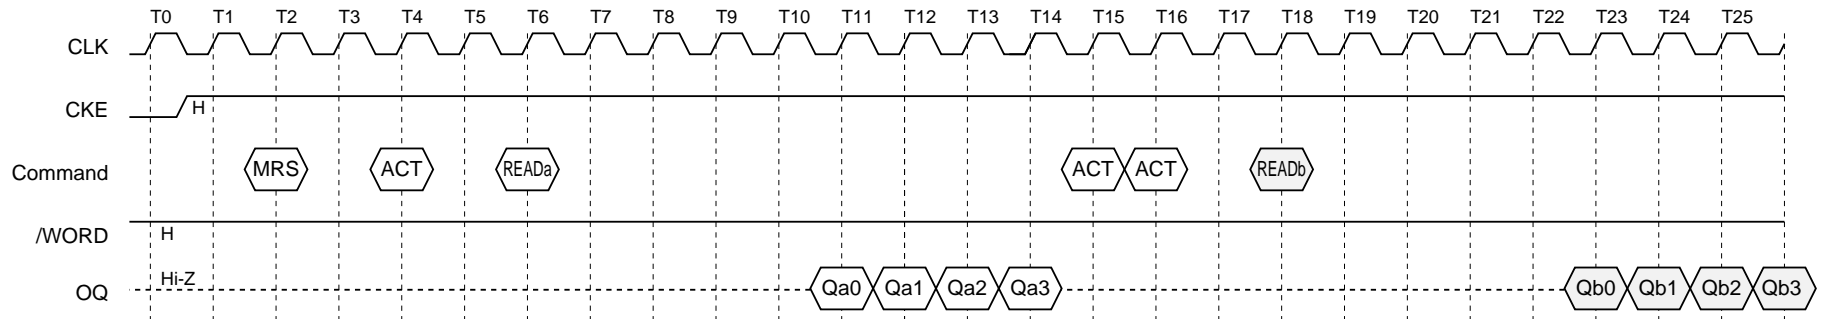 T0 T1 T2 T3 T4 T5 T6 T7 T8 T9 T10 T11 T12 T13 T14 T15 T16 T17 T18 T19 T20 T21 T22 T23 T24 T25
CLK
CKE H
Command MRS ACT READa ACT ACT READb
/WORD H
OQ Hi-Z Qa0 Qa1 Qa2 Qa3 Qb0 Qb1 Qb2 Qb3